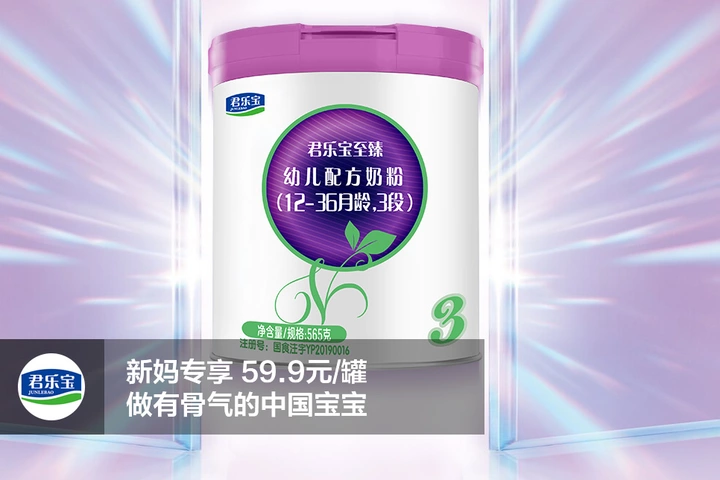 君乐宝
君乐宝至臻
幼儿配方奶粉
(12-36月龄,3段)
3
净含量/规格:565克
注册号：国食注字YP20190016
君乐宝
JUNLEBAO
新妈专享 59.9元/罐
做有骨气的中国宝宝